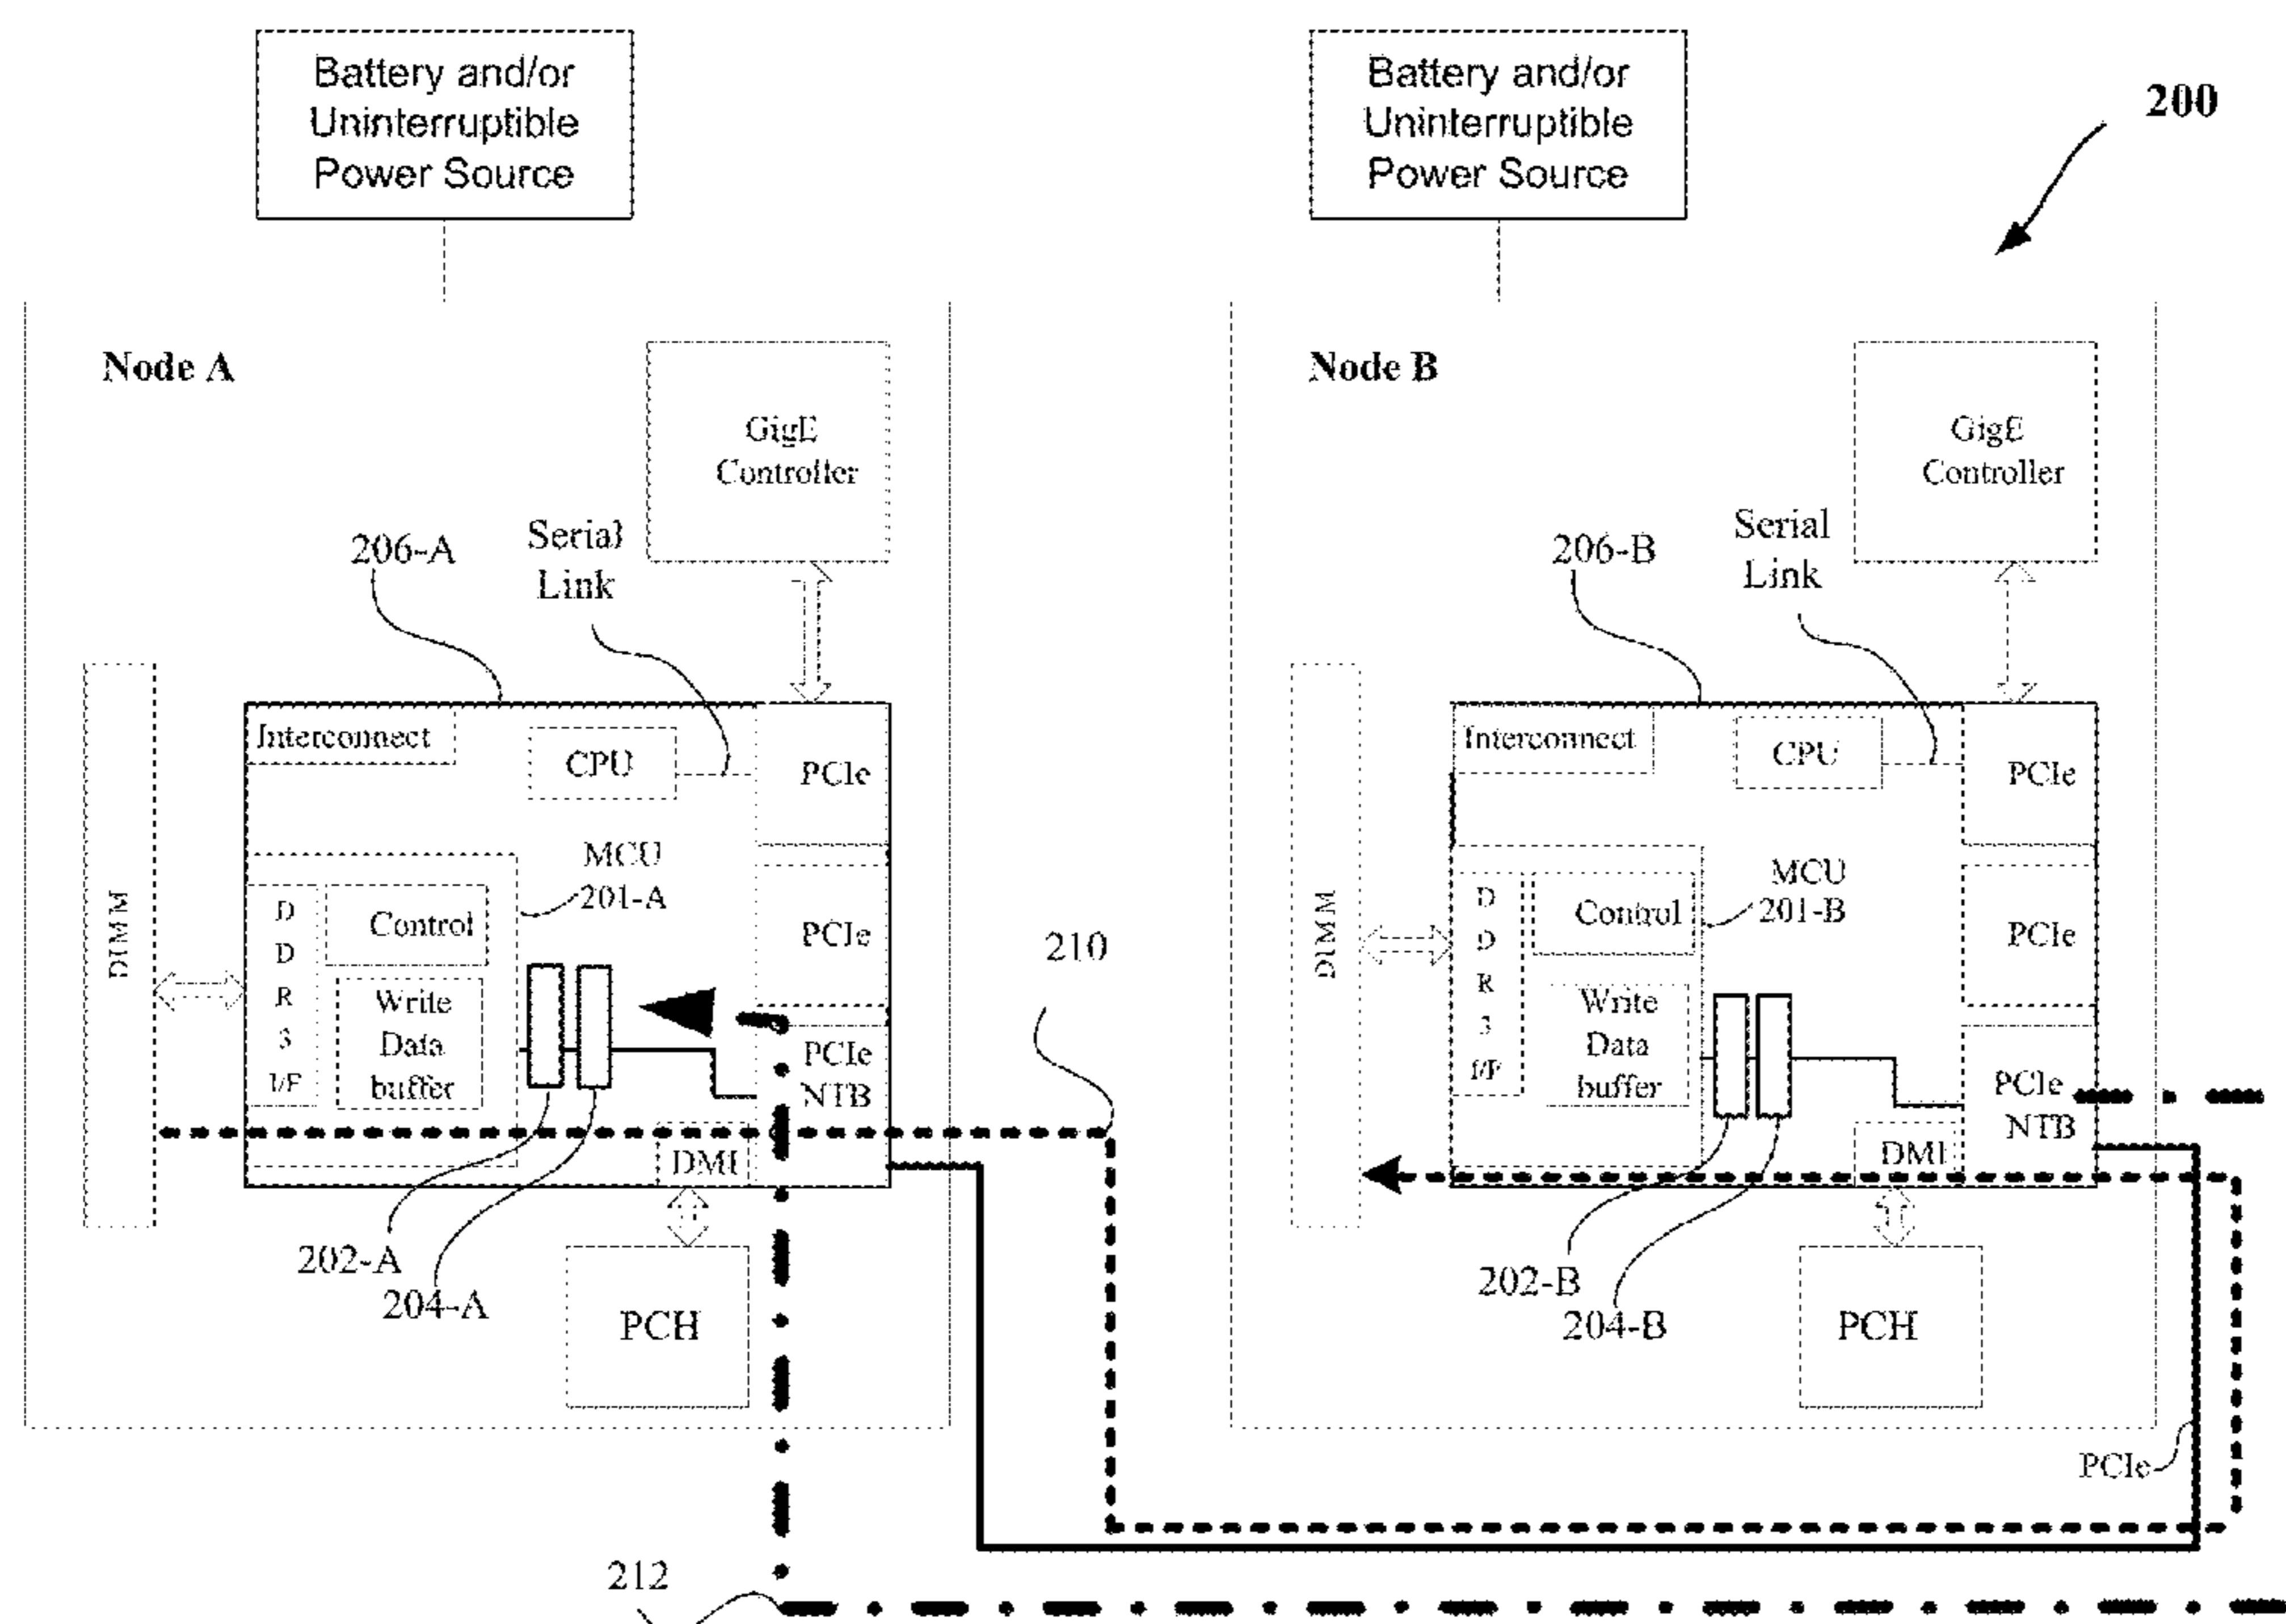 Battery and/or
Uninterruptible
Power Source
Battery and/or
Uninterruptible
Power Source
200
Node A
GigE
Controller
Serial
Link
206-A
Interconnect
CPU
PCIe
MCU
201-A
PCIe
DIMM
D
D
R
3
I/F
Control
Write
Data
buffer
PCIe
NTB
DMI
202-A
204-A
PCH
210
212
Node B
GigE
Controller
Serial
Link
206-B
Interconnect
CPU
PCIe
MCU
201-B
PCIe
DIMM
D
D
R
3
I/F
Control
Write
Data
buffer
PCIe
NTB
DMI
202-B
204-B
PCH
PCIe